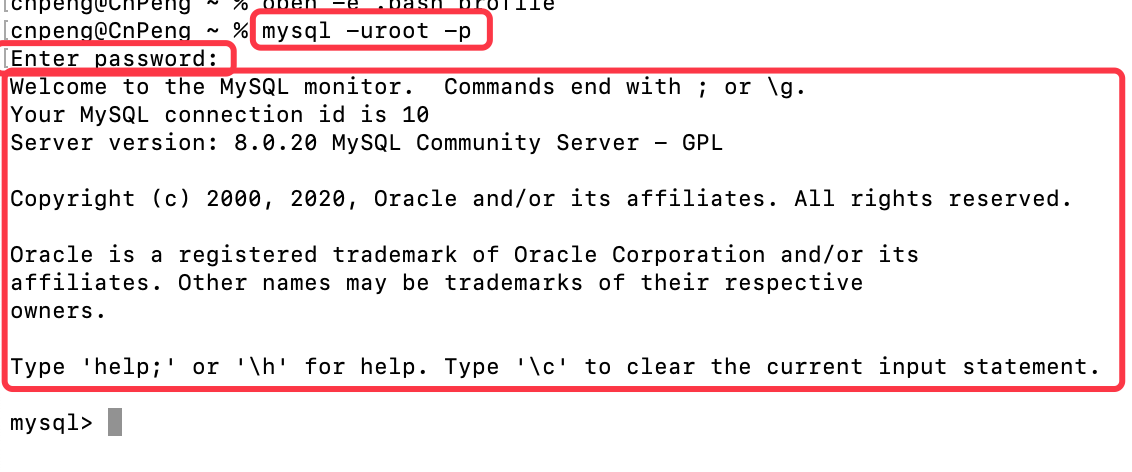 [cnpeng@CnPeng ~ % open -e .bash_profile
[cnpeng@CnPeng ~ % mysql -uroot -p
[Enter password:
Welcome to the MySQL monitor.  Commands end with ; or \g.
Your MySQL connection id is 10
Server version: 8.0.20 MySQL Community Server - GPL
Copyright (c) 2000, 2020, Oracle and/or its affiliates. All rights reserved.
Oracle is a registered trademark of Oracle Corporation and/or its
affiliates. Other names may be trademarks of their respective
owners.
Type 'help;' or '\h' for help. Type '\c' to clear the current input statement.
mysql>